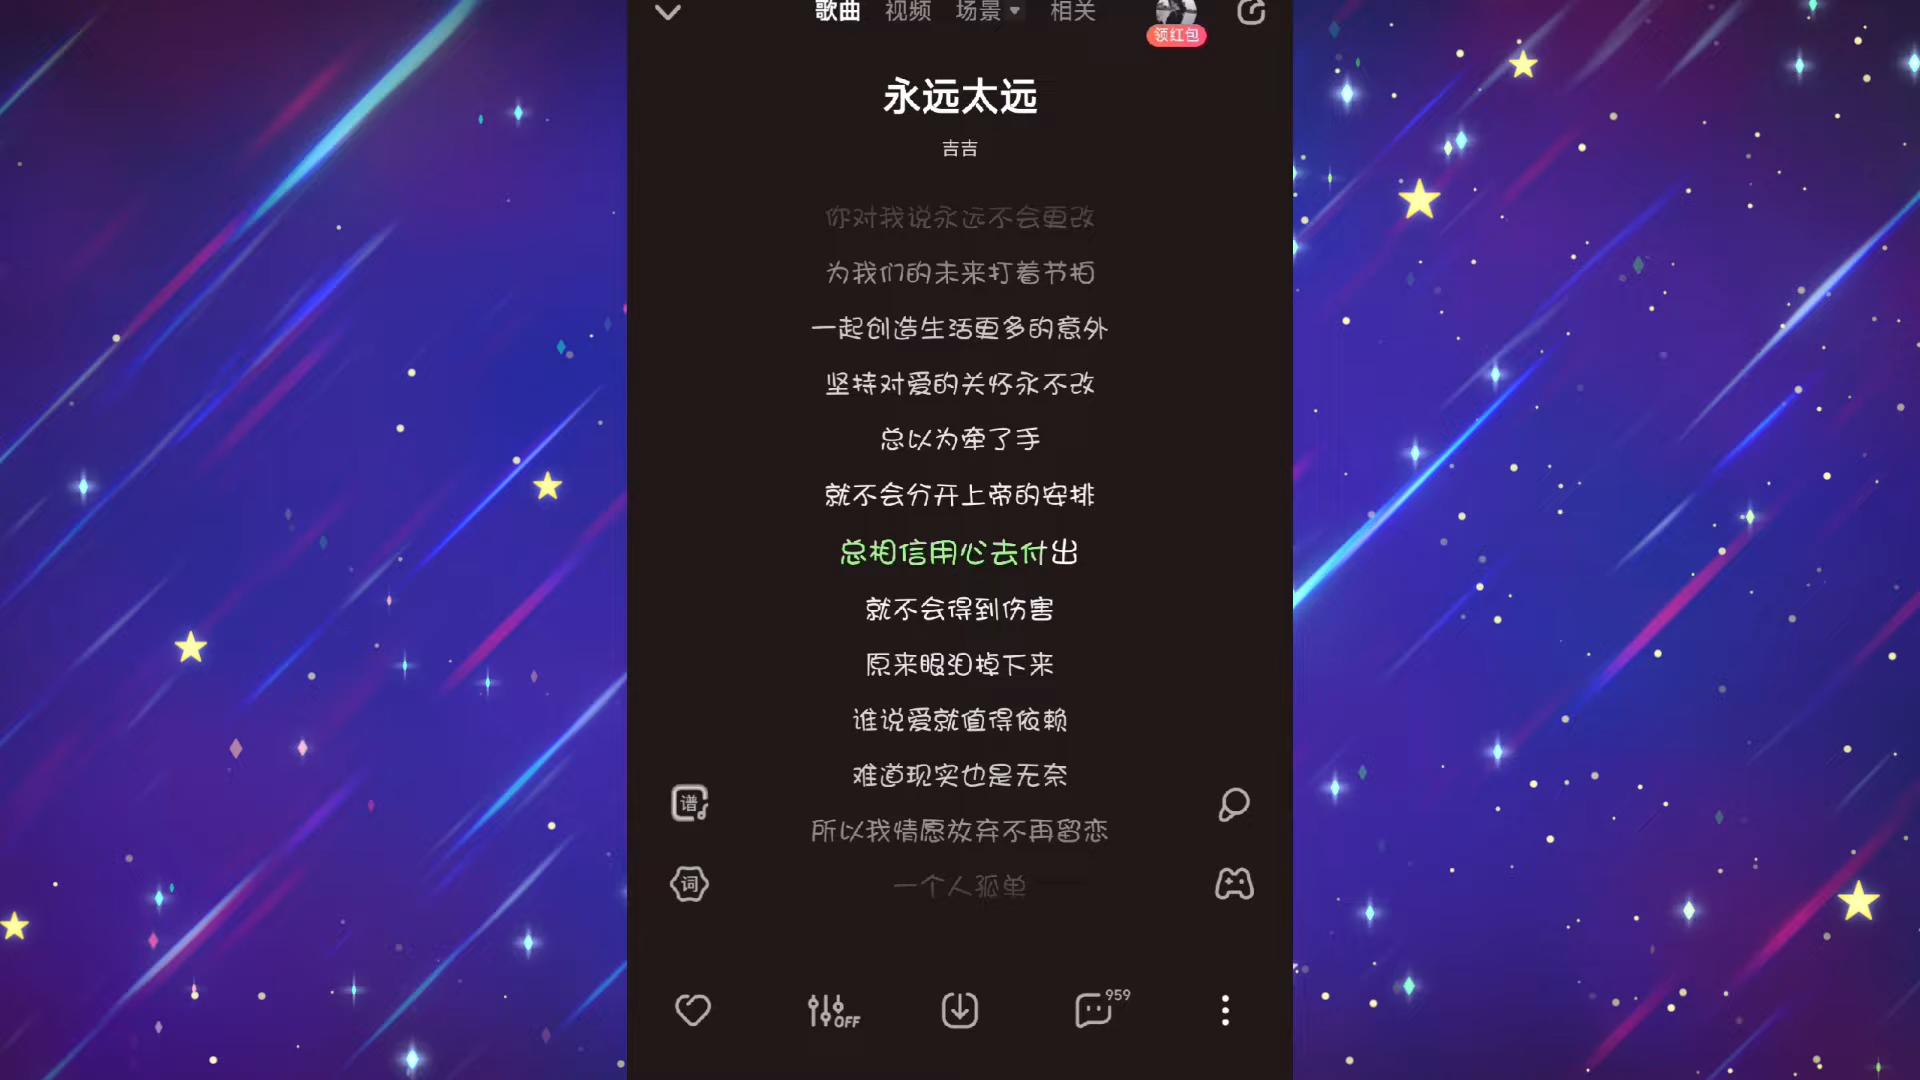 歌曲 视频 场景 相关
领红包
永远太远
吉吉
你对我说永远不会更改
为我们的未来打着节拍
一起创造生活更多的意外
坚持对爱的关怀永不改
总以为牵了手
就不会分开上帝的安排
总相信用心去付出
就不会得到伤害
原来眼泪掉下来
谁说爱就值得依赖
难道现实也是无奈
谱
所以我情愿放弃不再留恋
词
一个人孤单
OFF
959